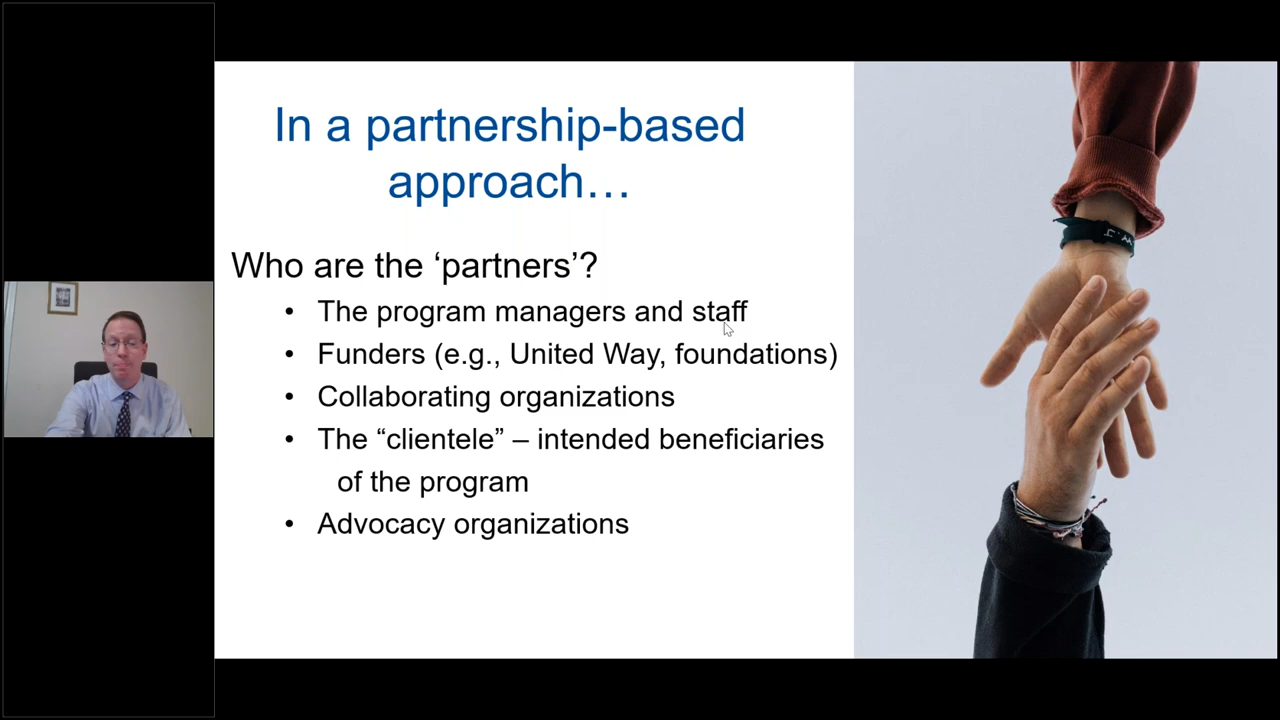 In a partnership-based
approach…
Who are the ‘partners’?
• The program managers and staff
• Funders (e.g., United Way, foundations)
• Collaborating organizations
• The “clientele” – intended beneficiaries
of the program
• Advocacy organizations